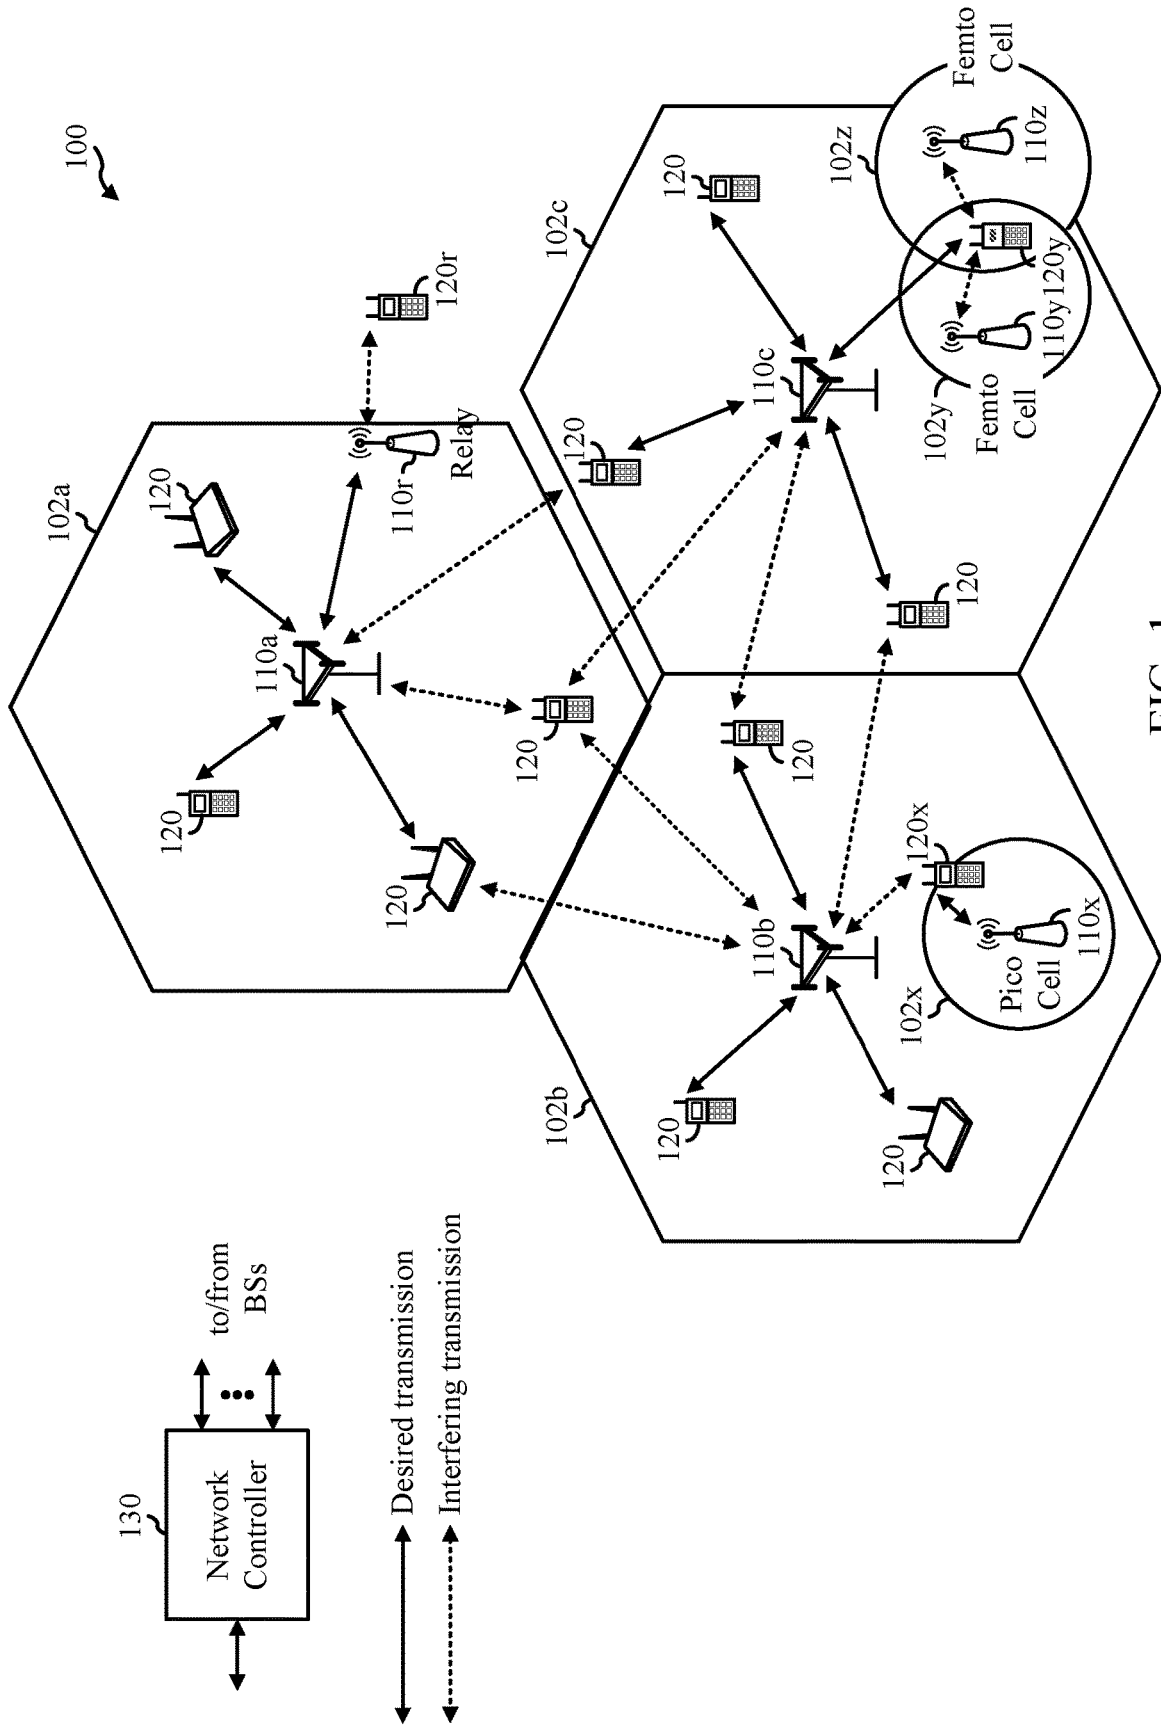 130
Network
Controller
to/from
BSs
Desired transmission
Interfering transmission
100
102a
120
120
110a
120
110r
Relay
120r
120
102b
120
110b
120
120
120x
102x
Pico
Cell
110x
102c
120
120
110c
120
102z
Femto
Cell
110z
102y
Femto
Cell
110y
120y
FIG. 1